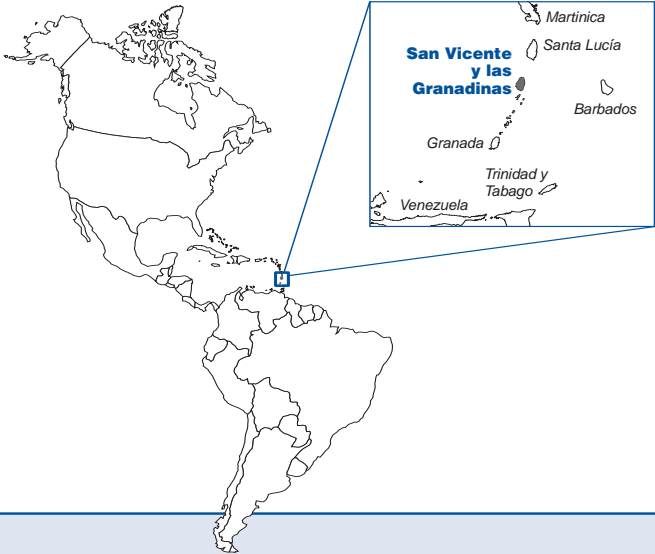 Martinica
Santa Lucía
San Vicente
y las
Granadinas
Barbados
Granada
Trinidad y
Tabago
Venezuela